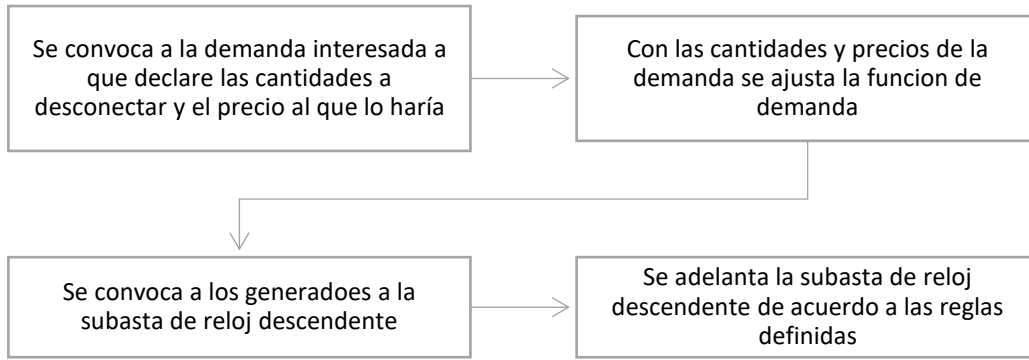 Se convoca a la demanda interesada a
que declare las cantidades a
desconectar y el precio al que lo haría
Con las cantidades y precios de la
demanda se ajusta la funcion de
demanda
Se convoca a los generadoes a la
subasta de reloj descendente
Se adelanta la subasta de reloj
descendente de acuerdo a las reglas
definidas